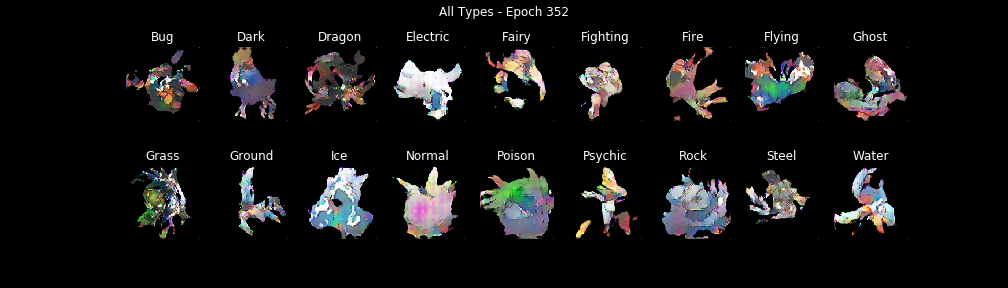 All Types - Epoch 352
Bug Dark Dragon Electric Fairy Fighting Fire Flying Ghost
Grass Ground Ice Normal Poison Psychic Rock Steel Water